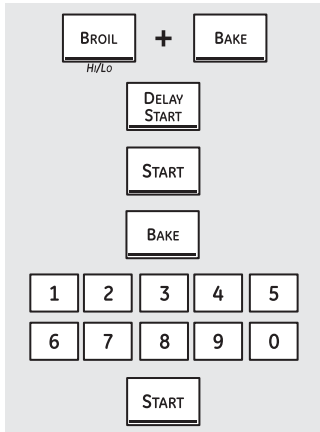 BROIL + BAKE
HI/LO
DELAY
START
START
BAKE
1 2 3 4 5
6 7 8 9 0
START